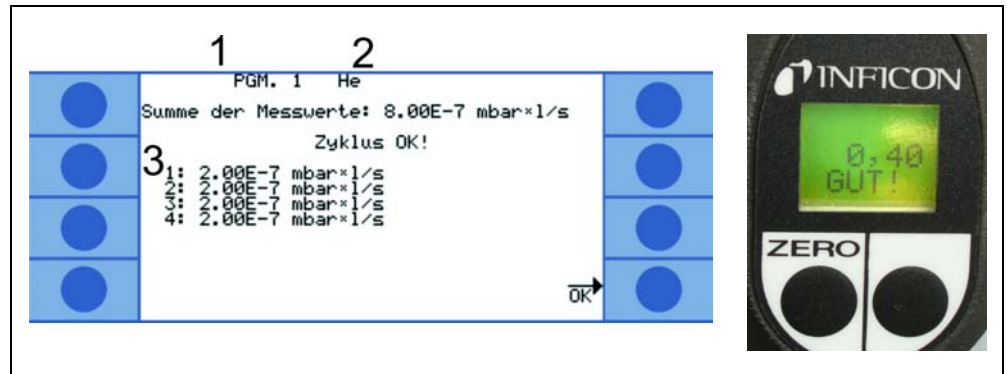 1 2
PGM. 1 He
Summe der Messwerte: 8.00E-7 mbar×l/s
Zyklus OK!
3
1: 2.00E-7 mbar×l/s
2: 2.00E-7 mbar×l/s
3: 2.00E-7 mbar×l/s
4: 2.00E-7 mbar×l/s
OK
INFICON
0,40
GUT!
ZERO